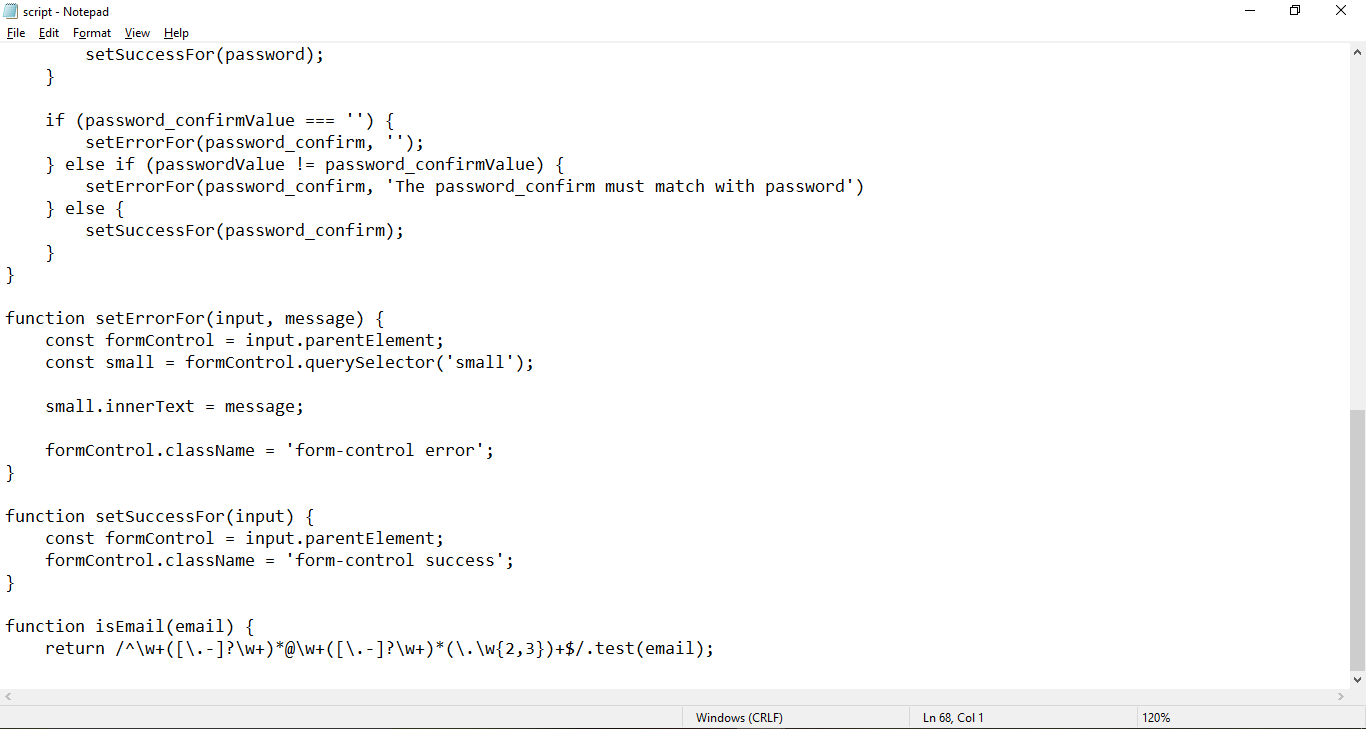 script - Notepad
File Edit Format View Help
        setSuccessFor(password);
    }

    if (password_confirmValue === '') {
        setErrorFor(password_confirm, '');
    } else if (passwordValue != password_confirmValue) {
        setErrorFor(password_confirm, 'The password_confirm must match with password')
    } else {
        setSuccessFor(password_confirm);
    }
}

function setErrorFor(input, message) {
    const formControl = input.parentElement;
    const small = formControl.querySelector('small');

    small.innerText = message;

    formControl.className = 'form-control error';
}

function setSuccessFor(input) {
    const formControl = input.parentElement;
    formControl.className = 'form-control success';
}

function isEmail(email) {
    return /^\w+([\.-]?\w+)*@\w+([\.-]?\w+)*(\.\w{2,3})+$/.test(email);
Windows (CRLF) Ln 68, Col 1 120%